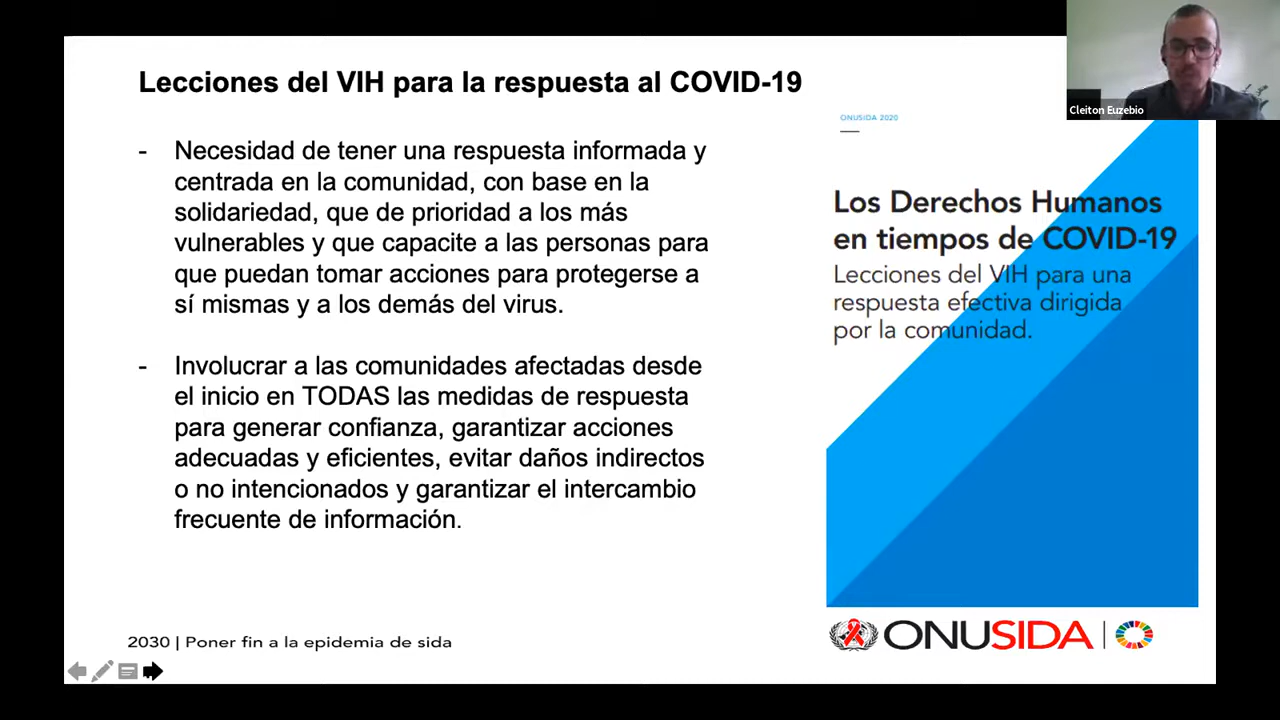 Lecciones del VIH para la respuesta al COVID-19
- Necesidad de tener una respuesta informada y
centrada en la comunidad, con base en la
solidariedad, que de prioridad a los más
vulnerables y que capacite a las personas para
que puedan tomar acciones para protegerse a
sí mismas y a los demás del virus.
- Involucrar a las comunidades afectadas desde
el inicio en TODAS las medidas de respuesta
para generar confianza, garantizar acciones
adecuadas y eficientes, evitar daños indirectos
o no intencionados y garantizar el intercambio
frecuente de información.
2030 | Poner fin a la epidemia de sida
Cleiton Euzebio
ONUSIDA 2020
Los Derechos Humanos
en tiempos de COVID-19
Lecciones del VIH para una
respuesta efectiva dirigida
por la comunidad.
ONUSIDA